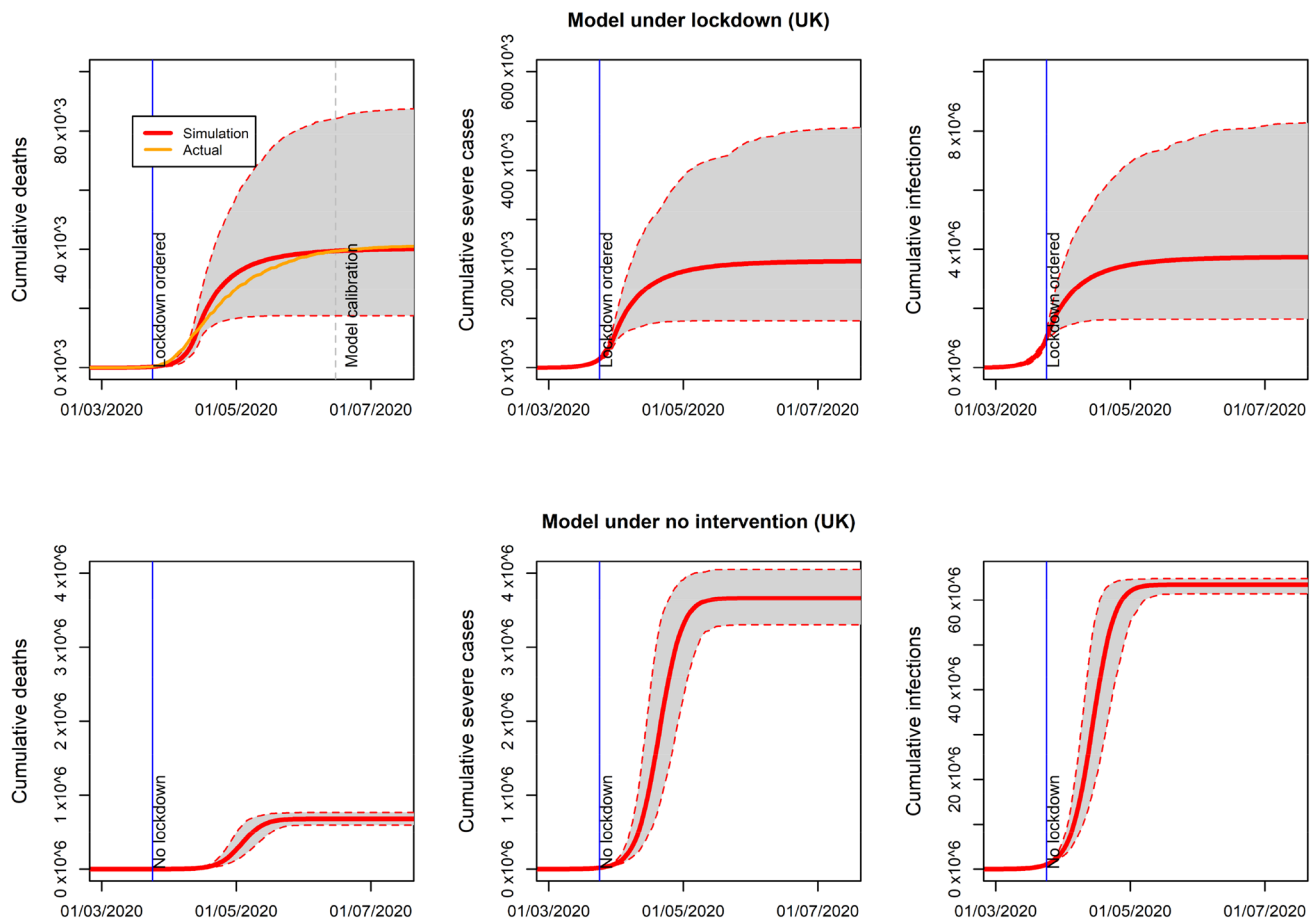 Model under lockdown (UK)
Cumulative deaths
0 x10^3
40 x10^3
80 x10^3
Simulation
Actual
Lockdown ordered
Model calibration
01/03/2020
01/05/2020
01/07/2020
Cumulative severe cases
0 x10^3
200 x10^3
400 x10^3
600 x10^3
Lockdown ordered
01/03/2020
01/05/2020
01/07/2020
Cumulative infections
0 x10^6
4 x10^6
8 x10^6
Lockdown ordered
01/03/2020
01/05/2020
01/07/2020
Model under no intervention (UK)
Cumulative deaths
0 x10^6
1 x10^6
2 x10^6
3 x10^6
4 x10^6
No lockdown
01/03/2020
01/05/2020
01/07/2020
Cumulative severe cases
0 x10^6
1 x10^6
2 x10^6
3 x10^6
4 x10^6
No lockdown
01/03/2020
01/05/2020
01/07/2020
Cumulative infections
0 x10^6
20 x10^6
40 x10^6
60 x10^6
No lockdown
01/03/2020
01/05/2020
01/07/2020